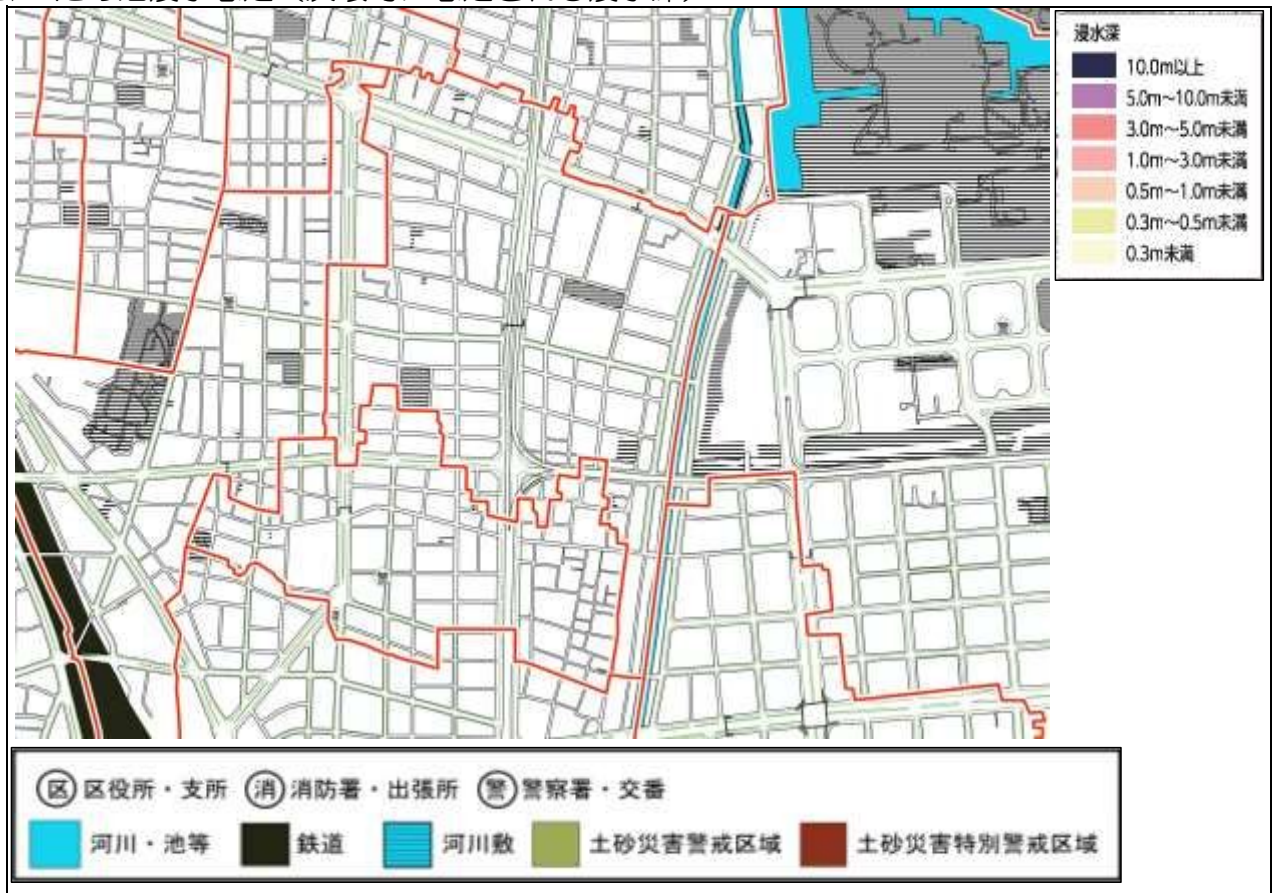 浸水深
10.0m以上
5.0m～10.0m未満
3.0m～5.0m未満
1.0m～3.0m未満
0.5m～1.0m未満
0.3m～0.5m未満
0.3m未満
区 区役所・支所 消 消防署・出張所 警 警察署・交番
河川・池等 鉄道 河川敷 土砂災害警戒区域 土砂災害特別警戒区域